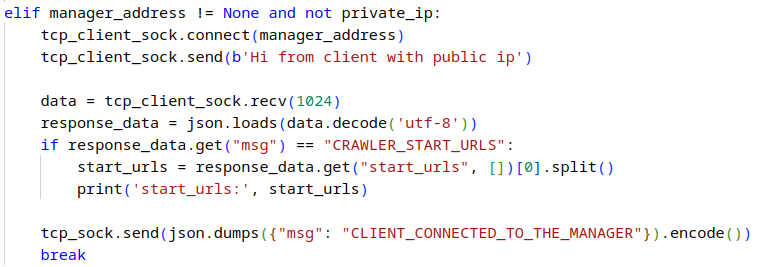 elif manager_address != None and not private_ip:
    tcp_client_sock.connect(manager_address)
    tcp_client_sock.send(b'Hi from client with public ip')

    data = tcp_client_sock.recv(1024)
    response_data = json.loads(data.decode('utf-8'))
    if response_data.get("msg") == "CRAWLER_START_URLS":
        start_urls = response_data.get("start_urls", [])[0].split()
        print('start_urls:', start_urls)

    tcp_sock.send(json.dumps({"msg": "CLIENT_CONNECTED_TO_THE_MANAGER"}).encode())
    break